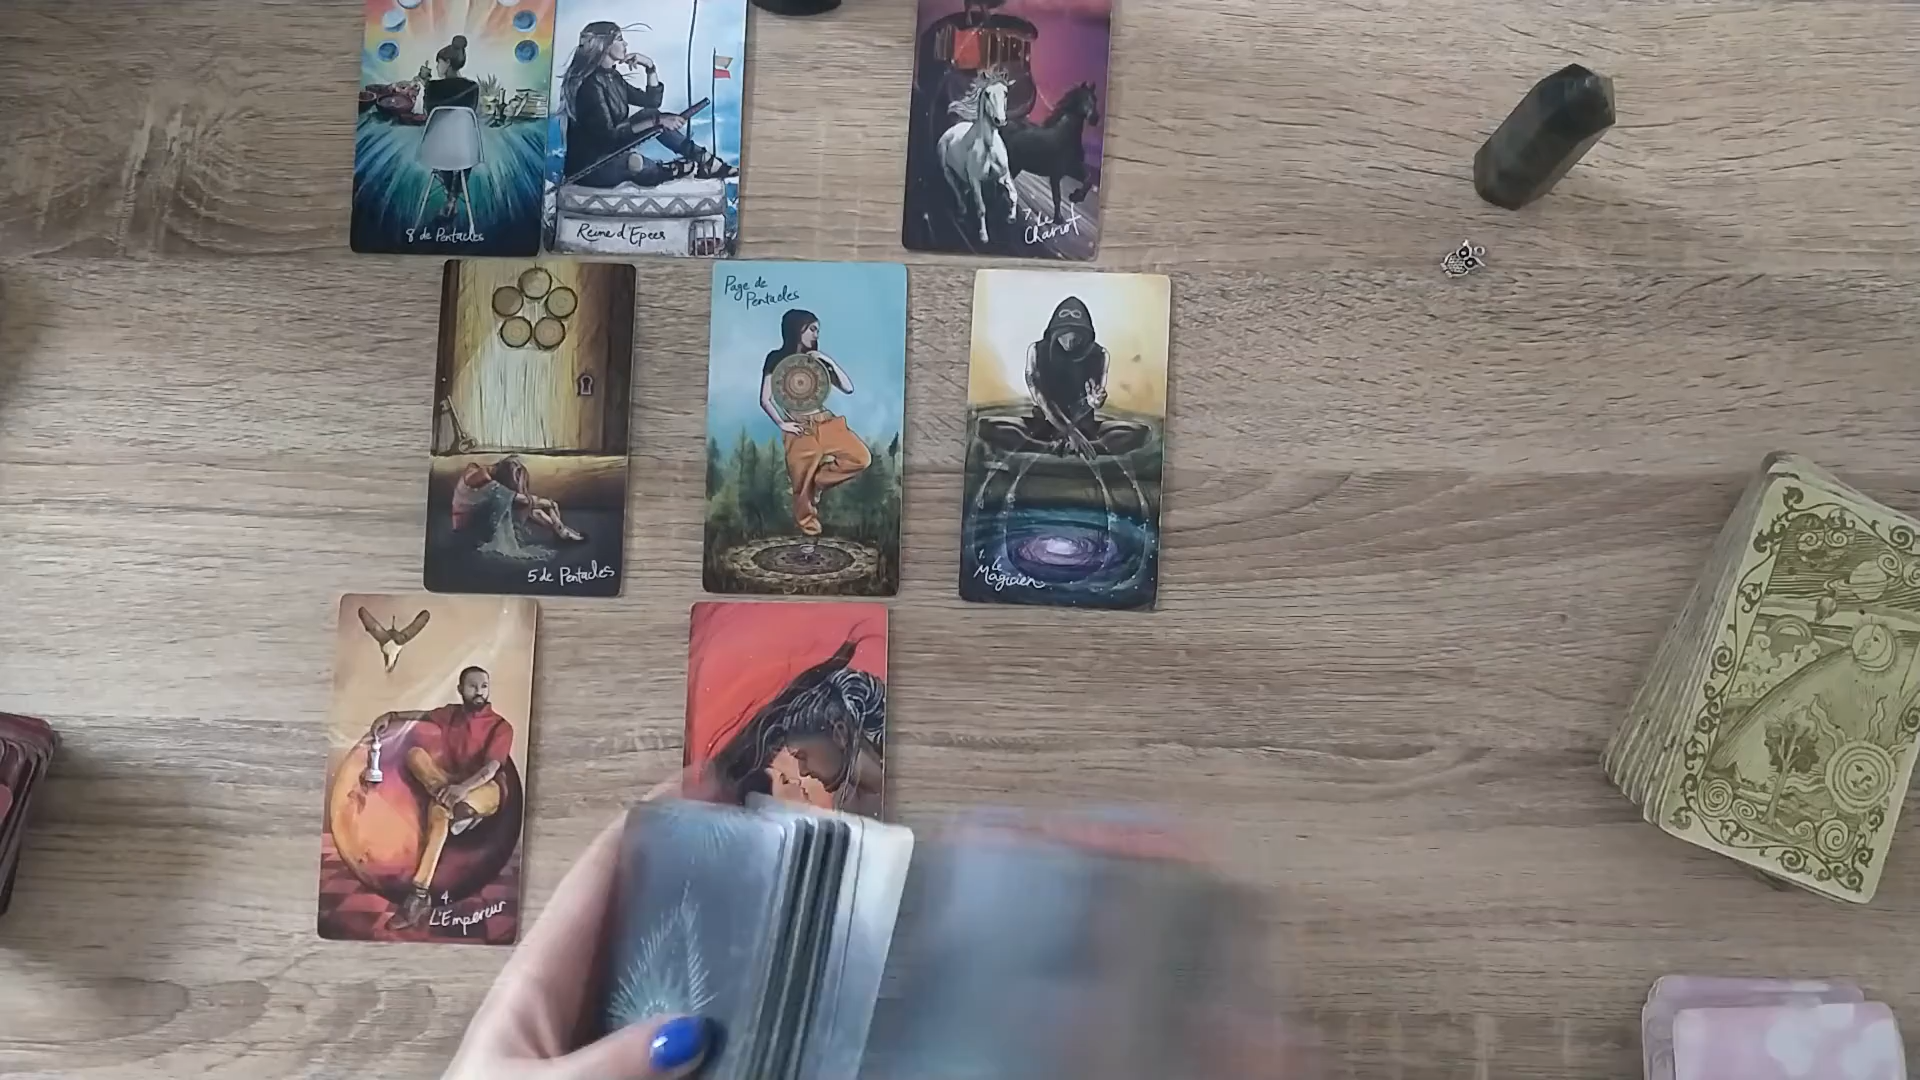 8 de Pentacles
Reine d'Epees
7. Le
Chariot
Page de
Pentacles
5 de Pentacles
1. Le
Magicien
4.
L'Empereur